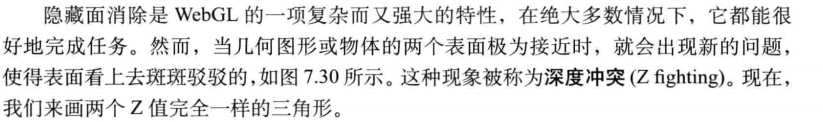 隐藏面消除是 WebGL 的一项复杂而又强大的特性，在绝大多数情况下，它都能很
好地完成任务。然而，当几何图形或物体的两个表面极为接近时，就会出现新的问题，
使得表面看上去斑斑驳驳的，如图 7.30 所示。这种现象被称为深度冲突 (Z fighting)。现在，
我们来画两个 Z 值完全一样的三角形。